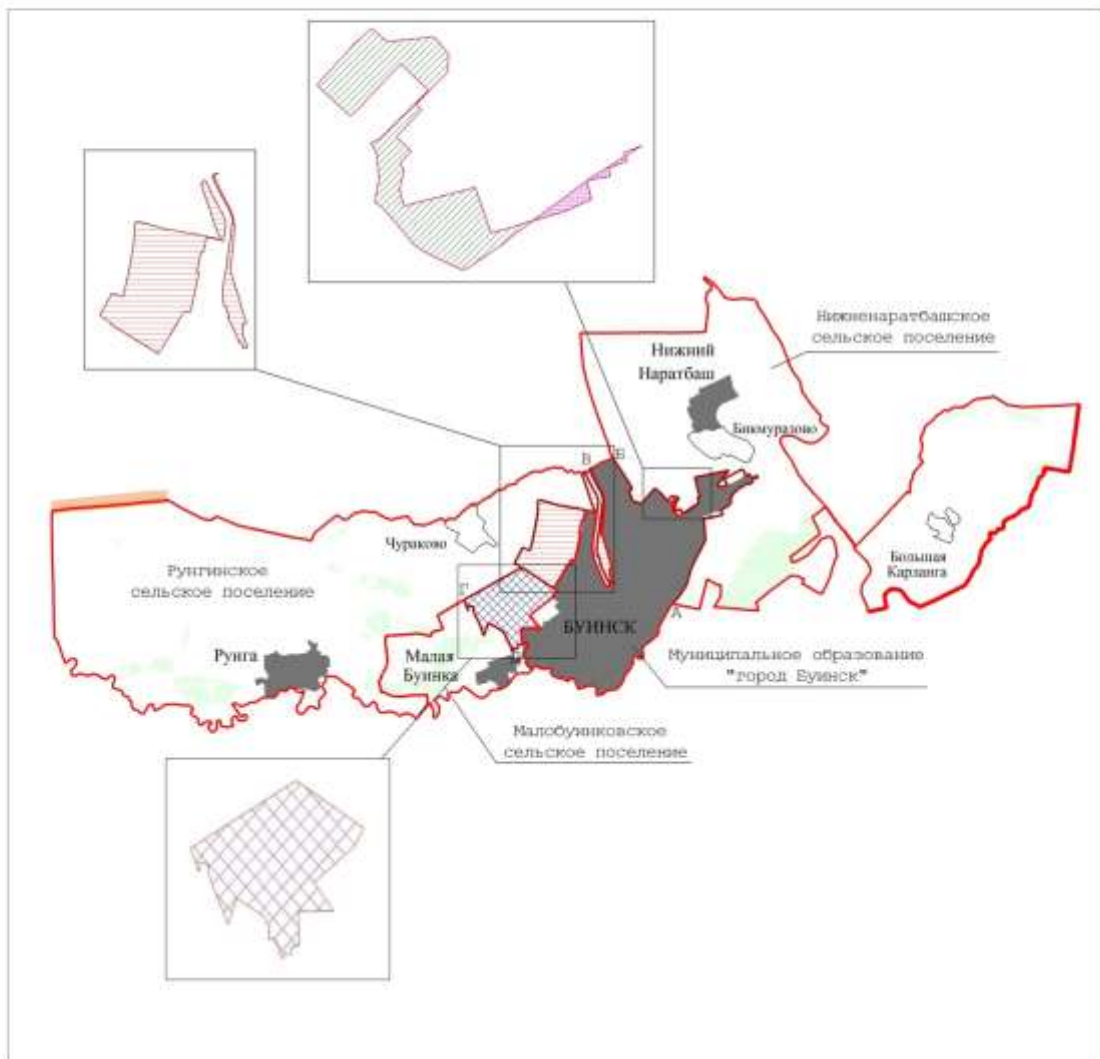 Нижненаратбашское
сельское поселение
Нижний
Наратбаш
Бикмуразово
В
Б
Чураково
Большая
Карланга
Рунгинское
сельское поселение
Г
А
БУИНСК
Рунга
Малая
Буинка
Муниципальное образование
"город Буинск"
Малобуинковское
сельское поселение